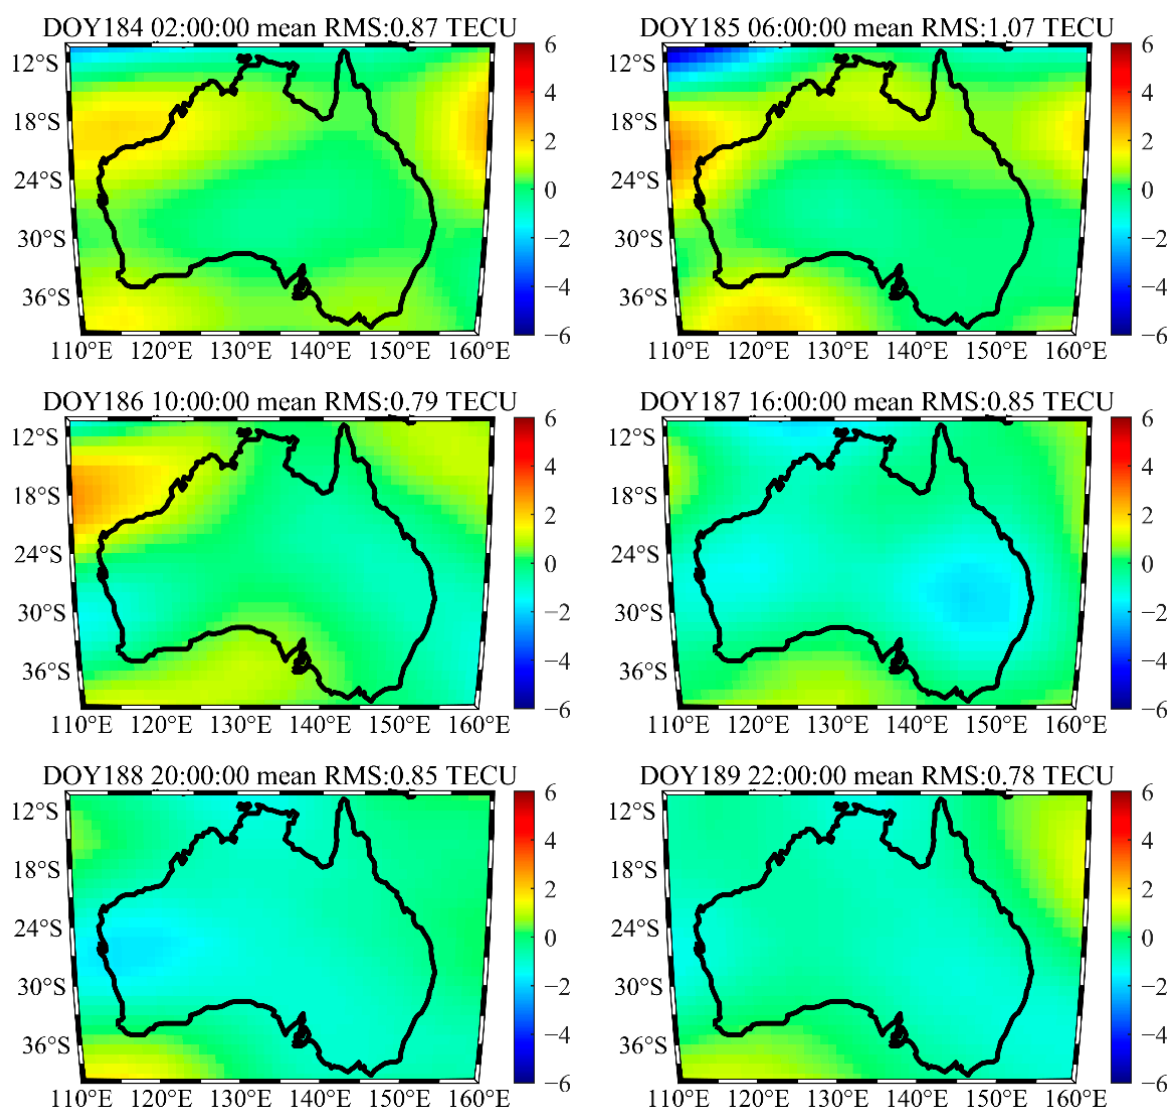 DOY184 02:00:00 mean RMS:0.87 TECU
12°S
18°S
24°S
30°S
36°S
110°E 120°E 130°E 140°E 150°E 160°E
6
4
2
0
−2
−4
−6
DOY185 06:00:00 mean RMS:1.07 TECU
12°S
18°S
24°S
30°S
36°S
110°E 120°E 130°E 140°E 150°E 160°E
6
4
2
0
−2
−4
−6
DOY186 10:00:00 mean RMS:0.79 TECU
12°S
18°S
24°S
30°S
36°S
110°E 120°E 130°E 140°E 150°E 160°E
6
4
2
0
−2
−4
−6
DOY187 16:00:00 mean RMS:0.85 TECU
12°S
18°S
24°S
30°S
36°S
110°E 120°E 130°E 140°E 150°E 160°E
6
4
2
0
−2
−4
−6
DOY188 20:00:00 mean RMS:0.85 TECU
12°S
18°S
24°S
30°S
36°S
110°E 120°E 130°E 140°E 150°E 160°E
6
4
2
0
−2
−4
−6
DOY189 22:00:00 mean RMS:0.78 TECU
12°S
18°S
24°S
30°S
36°S
110°E 120°E 130°E 140°E 150°E 160°E
6
4
2
0
−2
−4
−6